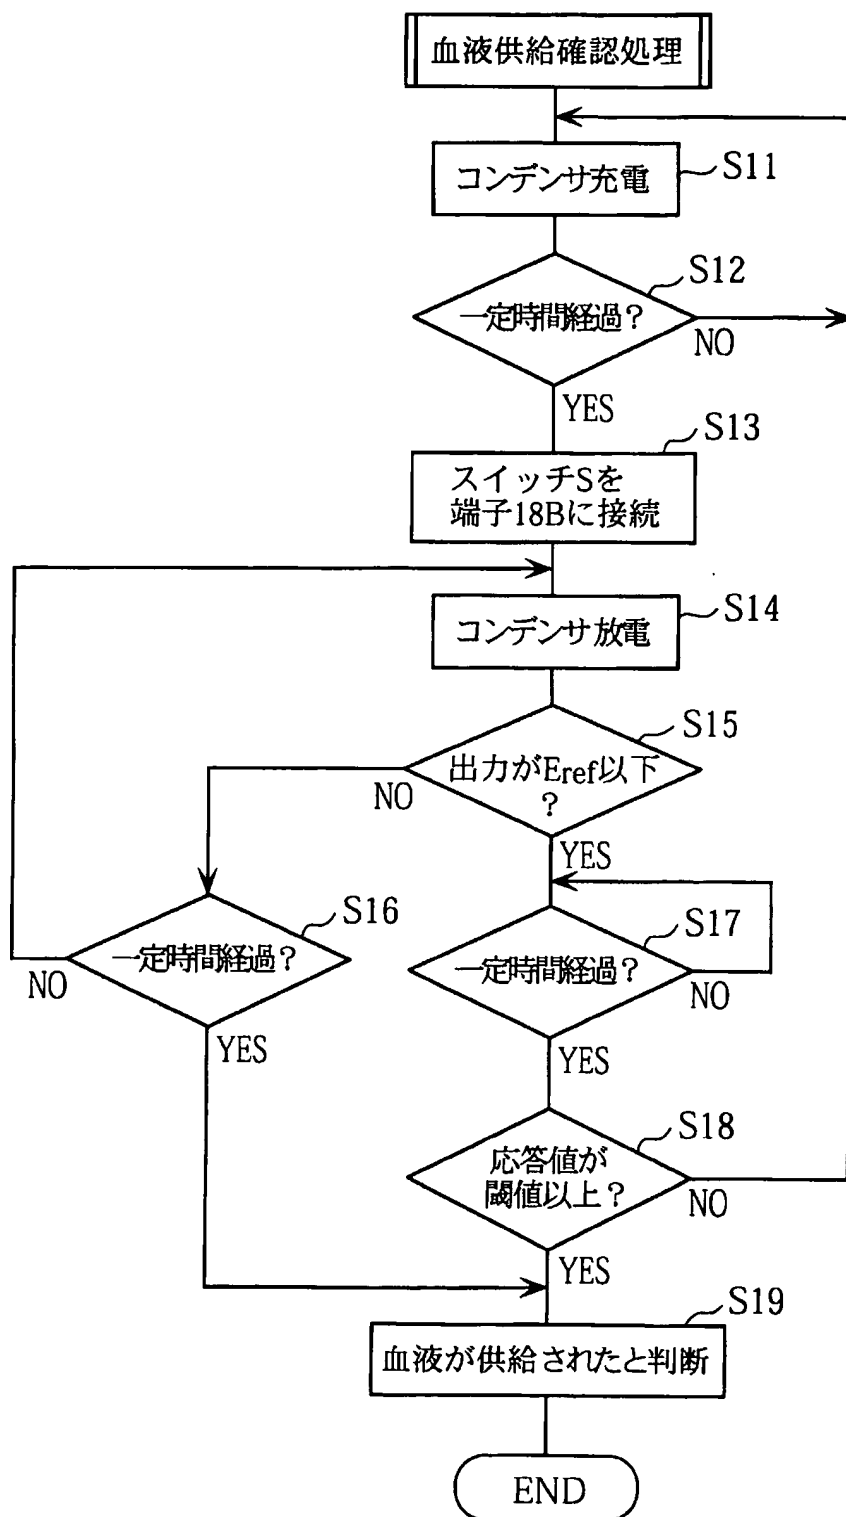 血液供給確認処理
コンデンサ充電
S11
S12
一定時間経過？
NO
YES
S13
スイッチSを
端子18Bに接続
S14
コンデンサ放電
S15
出力がEref以下
？
NO
YES
S16
一定時間経過？
NO
YES
S17
一定時間経過？
NO
YES
S18
応答値が
閾値以上？
NO
YES
S19
血液が供給されたと判断
END